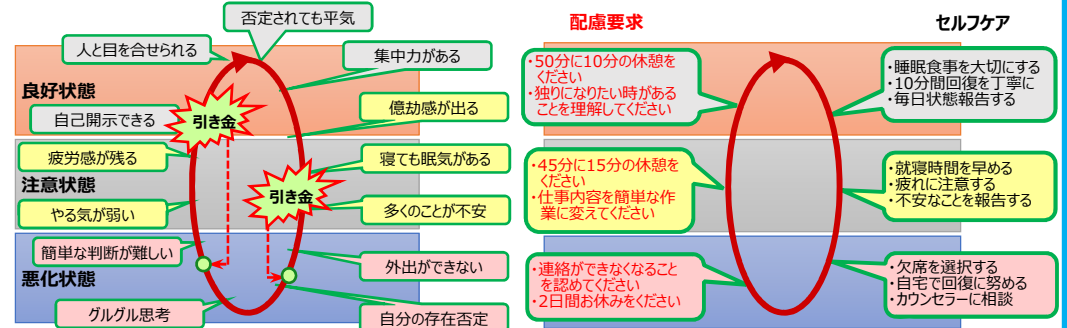 否定されても平気
人と目を合せられる
集中力がある
良好状態
自己開示できる
引き金
億劫感が出る
疲労感が残る
寝ても眠気がある
注意状態
引き金
やる気が弱い
多くのことが不安
簡単な判断が難しい
外出ができない
悪化状態
グルグル思考
自分の存在否定
配慮要求
セルフケア
・50分に10分の休憩を
ください
・独りになりたい時がある
ことを理解してください
・睡眠食事を大切にする
・10分間回復を丁寧に
・毎日状態報告する
・45分に15分の休憩を
ください
・仕事内容を簡単な作
業に変えてください
・就寝時間を早める
・疲れに注意する
・不安なことを報告する
・連絡ができなくなること
を認めてください
・2日間お休みをください
・欠席を選択する
・自宅で回復に努める
・カウンセラーに相談